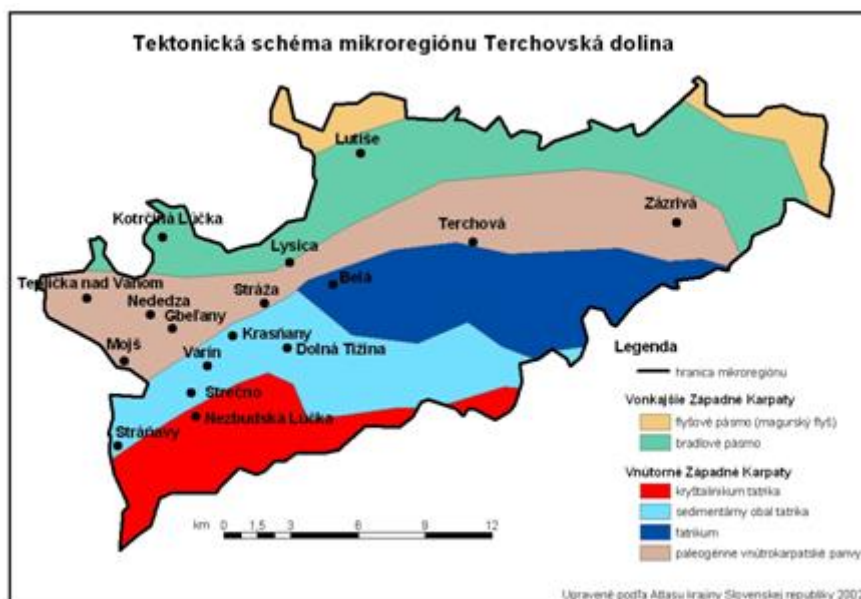 Tektonická schéma mikroregiónu Terchovská dolina
Lutiše
Kotrčiná Lúčka
Zázrivá
Terchová
Lysica
Belá
Teplička nad Váhom
Stráža
Nededza
Gbeľany
Krasňany
Mojš
Varín
Dolná Tižina
Strečno
Nezbudská Lúčka
Stráňavy
Legenda
hranica mikroregiónu
Vonkajšie Západné Karpaty
flyšové pásmo (magurský flyš)
bradlové pásmo
Vnútorné Západné Karpaty
kryštalinikum tatrika
sedimentárny obal tatrika
fatrikum
paleogénne vnútrokarpatské panvy
km 0 1,5 3 6 9 12
Upravené podľa Atlasu krajiny Slovenskej republiky 2002